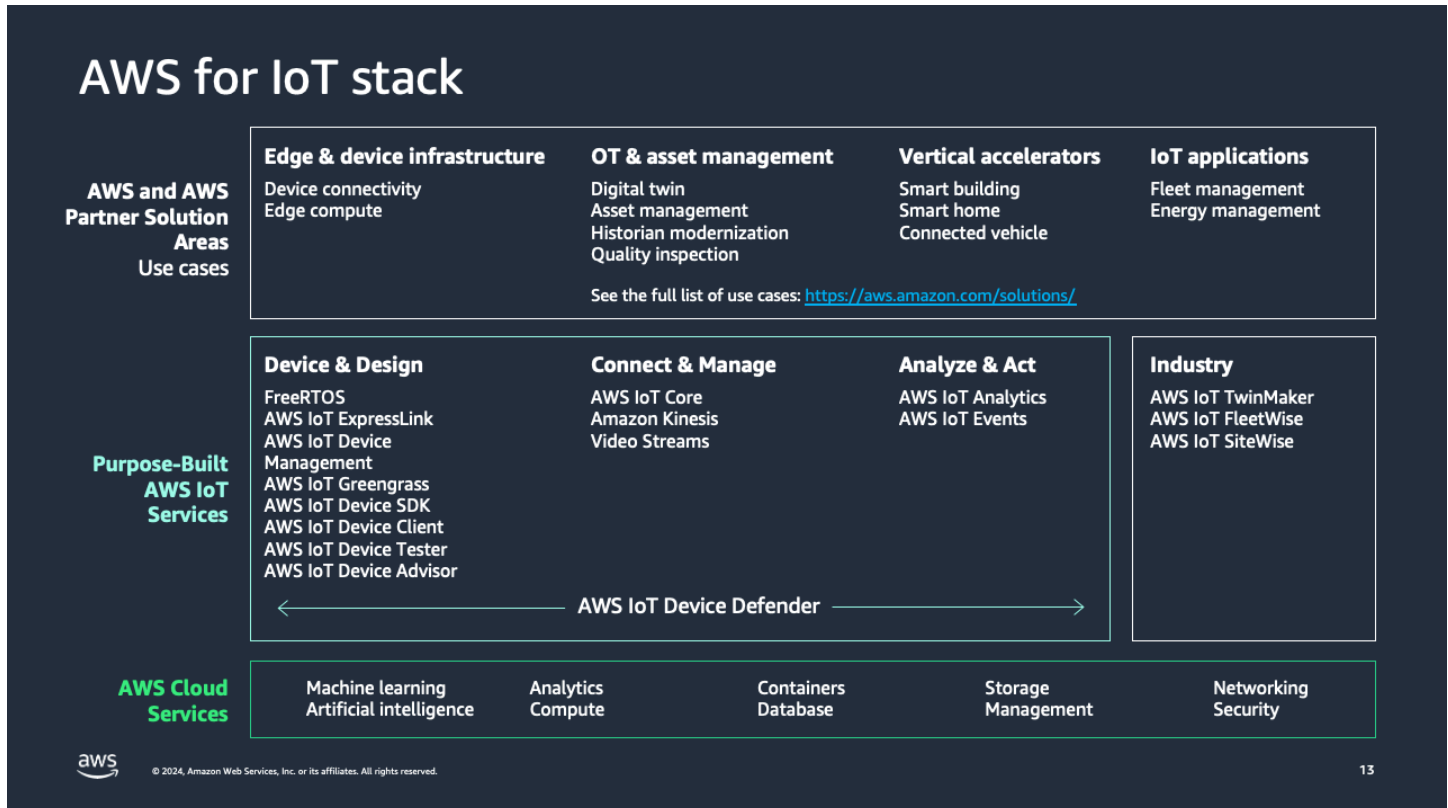 AWS for IoT stack
AWS and AWS
Partner Solution
Areas
Use cases
Edge & device infrastructure
Device connectivity
Edge compute
OT & asset management
Digital twin
Asset management
Historian modernization
Quality inspection
Vertical accelerators
Smart building
Smart home
Connected vehicle
IoT applications
Fleet management
Energy management
See the full list of use cases: https://aws.amazon.com/solutions/
Purpose-Built
AWS IoT
Services
Device & Design
FreeRTOS
AWS IoT ExpressLink
AWS IoT Device
Management
AWS IoT Greengrass
AWS IoT Device SDK
AWS IoT Device Client
AWS IoT Device Tester
AWS IoT Device Advisor
Connect & Manage
AWS IoT Core
Amazon Kinesis
Video Streams
Analyze & Act
AWS IoT Analytics
AWS IoT Events
AWS IoT Device Defender
Industry
AWS IoT TwinMaker
AWS IoT FleetWise
AWS IoT SiteWise
AWS Cloud
Services
Machine learning
Artificial intelligence
Analytics
Compute
Containers
Database
Storage
Management
Networking
Security
aws
© 2024, Amazon Web Services, Inc. or its affiliates. All rights reserved.
13